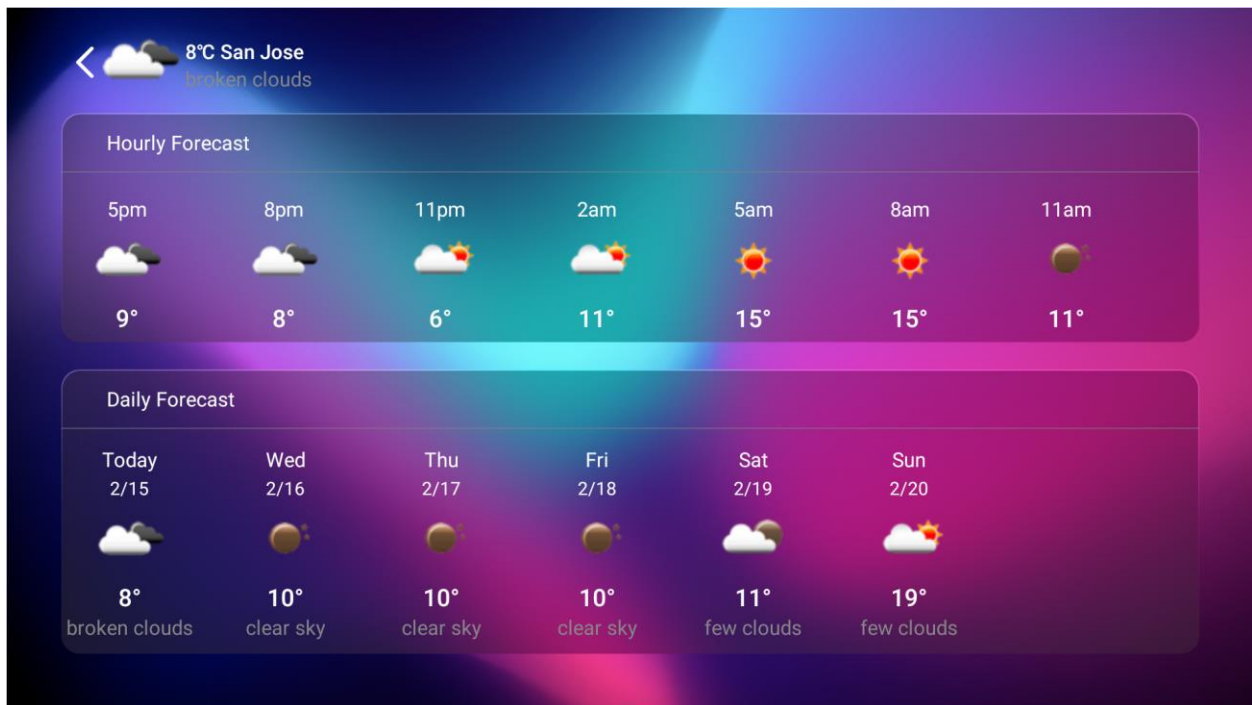 8°C San Jose
broken clouds
Hourly Forecast
5pm 8pm 11pm 2am 5am 8am 11am
9° 8° 6° 11° 15° 15° 11°
Daily Forecast
Today Wed Thu Fri Sat Sun
2/15 2/16 2/17 2/18 2/19 2/20
8° 10° 10° 10° 11° 19°
broken clouds clear sky clear sky clear sky few clouds few clouds